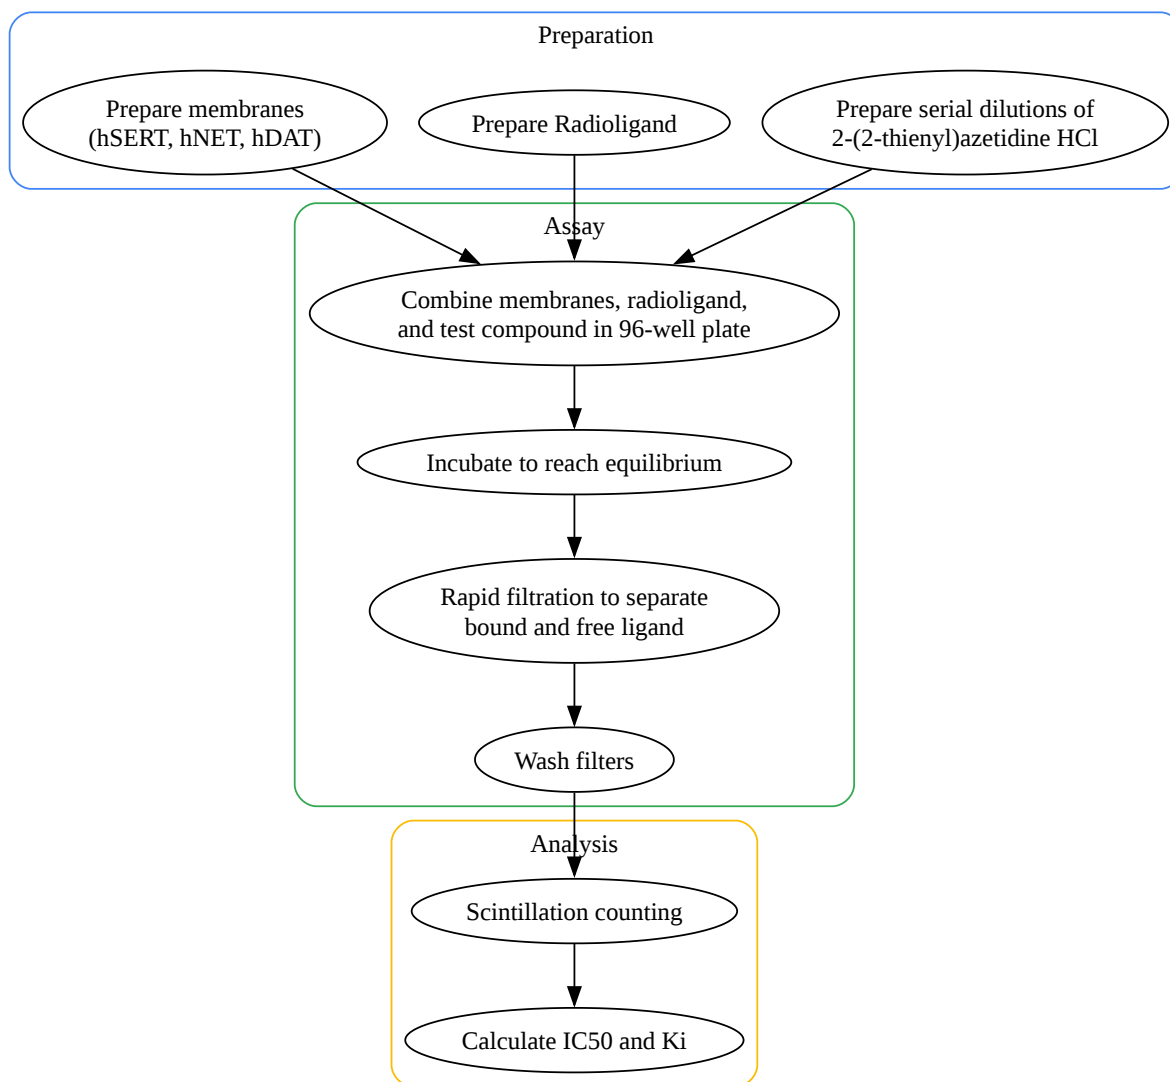 Preparation
Prepare membranes
(hSERT, hNET, hDAT)
Prepare Radioligand
Prepare serial dilutions of
2-(2-thienyl)azetidine HCl
Assay
Combine membranes, radioligand,
and test compound in 96-well plate
Incubate to reach equilibrium
Rapid filtration to separate
bound and free ligand
Wash filters
Analysis
Scintillation counting
Calculate IC50 and Ki